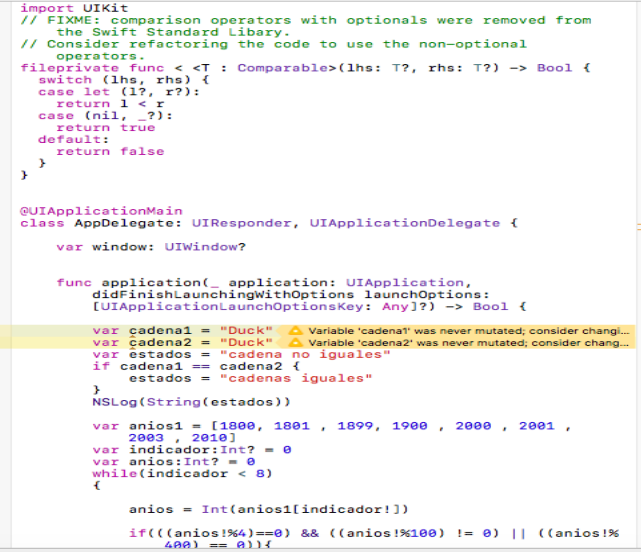 import UIKit
// FIXME: comparison operators with optionals were removed from
the Swift Standard Libary.
// Consider refactoring the code to use the non-optional
operators.
fileprivate func < <T : Comparable>(lhs: T?, rhs: T?) -> Bool {
switch (lhs, rhs) {
case let (l?, r?):
return l < r
case (nil, _?):
return true
default:
return false
}
}
@UIApplicationMain
class AppDelegate: UIResponder, UIApplicationDelegate {
var window: UIWindow?
func application(_ application: UIApplication,
didFinishLaunchingWithOptions launchOptions:
[UIApplicationLaunchOptionsKey: Any]?) -> Bool {
var cadena1 = "Duck" Variable 'cadena1' was never mutated; consider changi...
var cadena2 = "Duck" Variable 'cadena2' was never mutated; consider chang...
var estados = "cadena no iguales"
if cadena1 == cadena2 {
estados = "cadenas iguales"
}
NSLog(String(estados))
var anios1 = [1800, 1801 , 1899, 1900 , 2000 , 2001 ,
2003 , 2010]
var indicador:Int? = 0
var anios:Int? = 0
while(indicador < 8)
{
anios = Int(anios1[indicador!])
if(((anios!%4)==0) && ((anios!%100) != 0) || ((anios!%
400) == 0)){